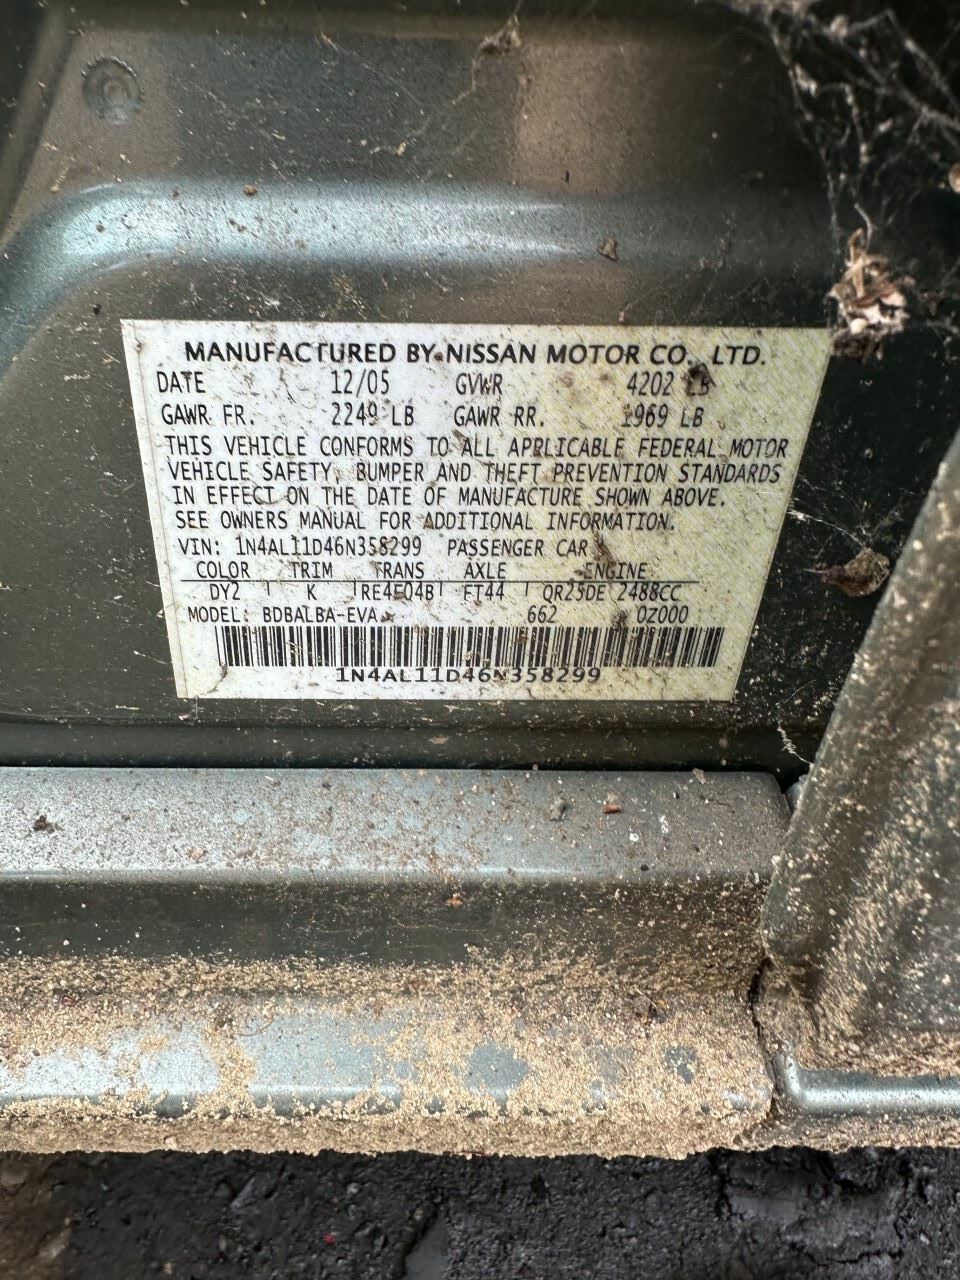 MANUFACTURED BY NISSAN MOTOR CO., LTD.
DATE 12/05 GVWR 4202 LB
GAWR FR. 2249 LB GAWR RR. 1969 LB
THIS VEHICLE CONFORMS TO ALL APPLICABLE FEDERAL MOTOR
VEHICLE SAFETY, BUMPER AND THEFT PREVENTION STANDARDS
IN EFFECT ON THE DATE OF MANUFACTURE SHOWN ABOVE.
SEE OWNERS MANUAL FOR ADDITIONAL INFORMATION.
VIN: 1N4AL11D46N358299 PASSENGER CAR
COLOR TRIM TRANS AXLE ENGINE
DY2 K RE4F04B FT44 QR25DE 2488CC
MODEL: BDBALBA-EVA 662 0Z000
1N4AL11D46N358299